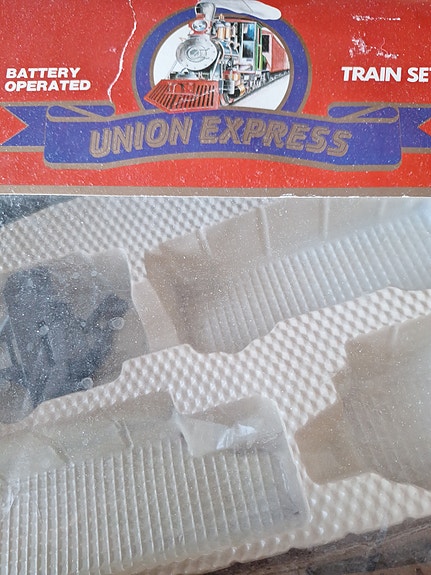 BATTERY
OPERATED
TRAIN SET
UNION EXPRESS